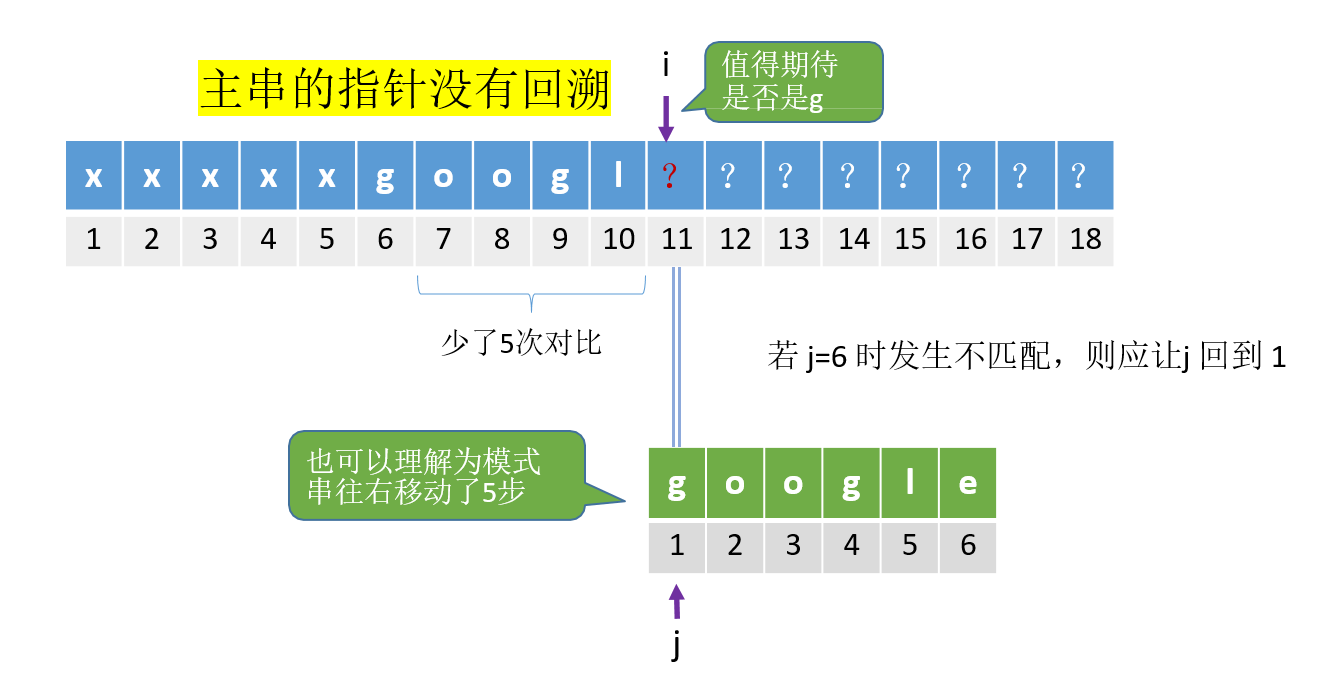 i
值得期待
是否是g
主串的指针没有回溯
x x x x x g o o g l ? ? ? ? ? ? ? ?
1 2 3 4 5 6 7 8 9 10 11 12 13 14 15 16 17 18
少了5次对比
若 j=6 时发生不匹配，则应让j 回到 1
也可以理解为模式
串往右移动了5步
g o o g l e
1 2 3 4 5 6
j